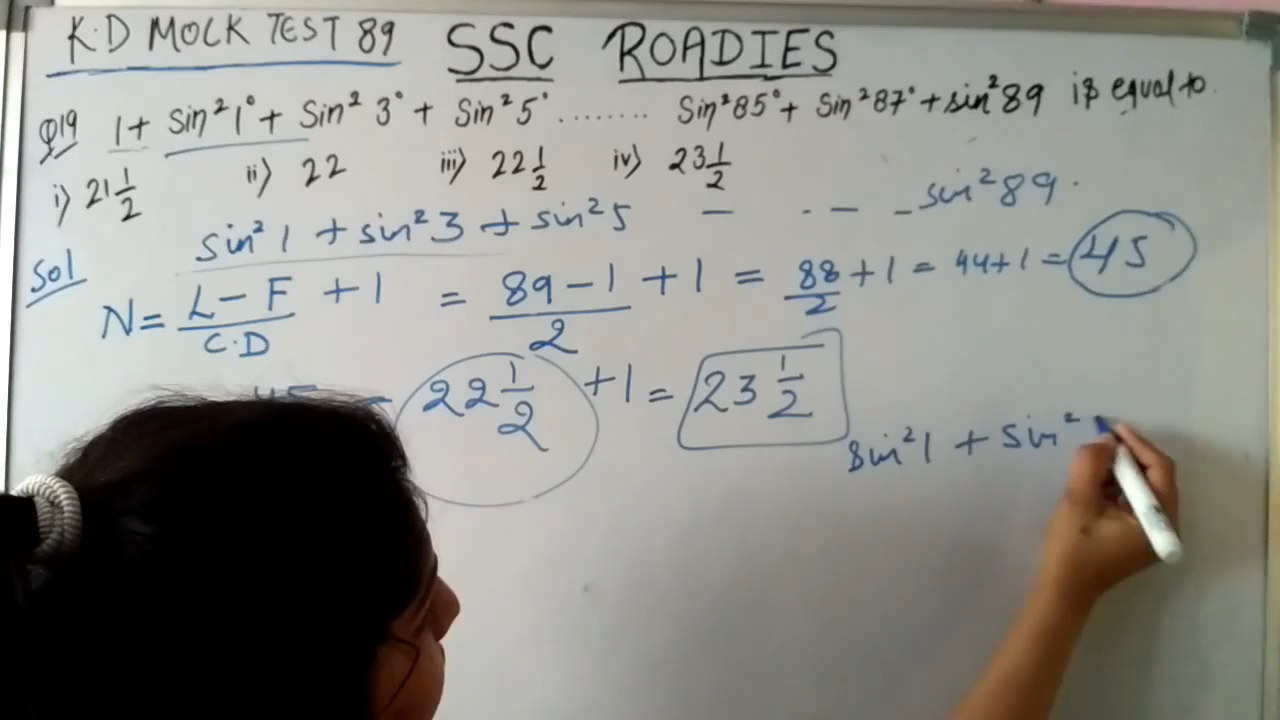 K.D MOCK TEST 89 SSC ROADIES
Q19 1 + sin²1° + Sin² 3° + Sin²5° ........ Sin²85° + Sin²87° + sin²89 is equal to.
i) 21 1/2 ii) 22 iii) 22 1/2 iv) 23 1/2
Sol sin²1 + sin²3 + sin²5 - . - - sin²89.
N = L - F / C.D + 1 = 89 - 1 / 2 + 1 = 88 / 2 + 1 = 44 + 1 = 45
= 22 1/2 + 1 = 23 1/2
sin²1 + sin²